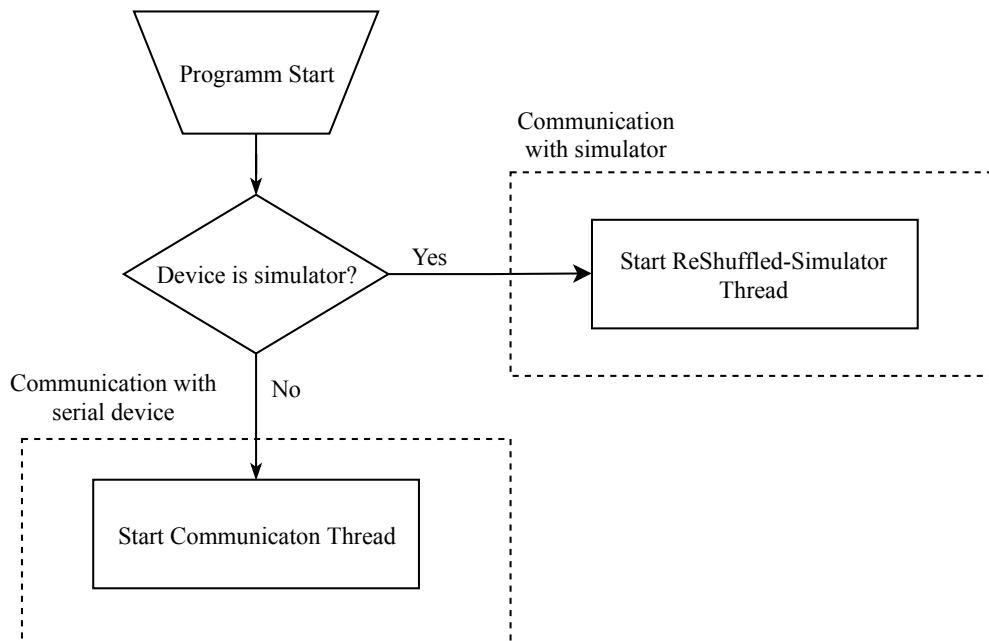 Programm Start
Communication
with simulator
Device is simulator?
Yes
Start ReShuffled-Simulator
Thread
Communication with
serial device
No
Start Communicaton Thread